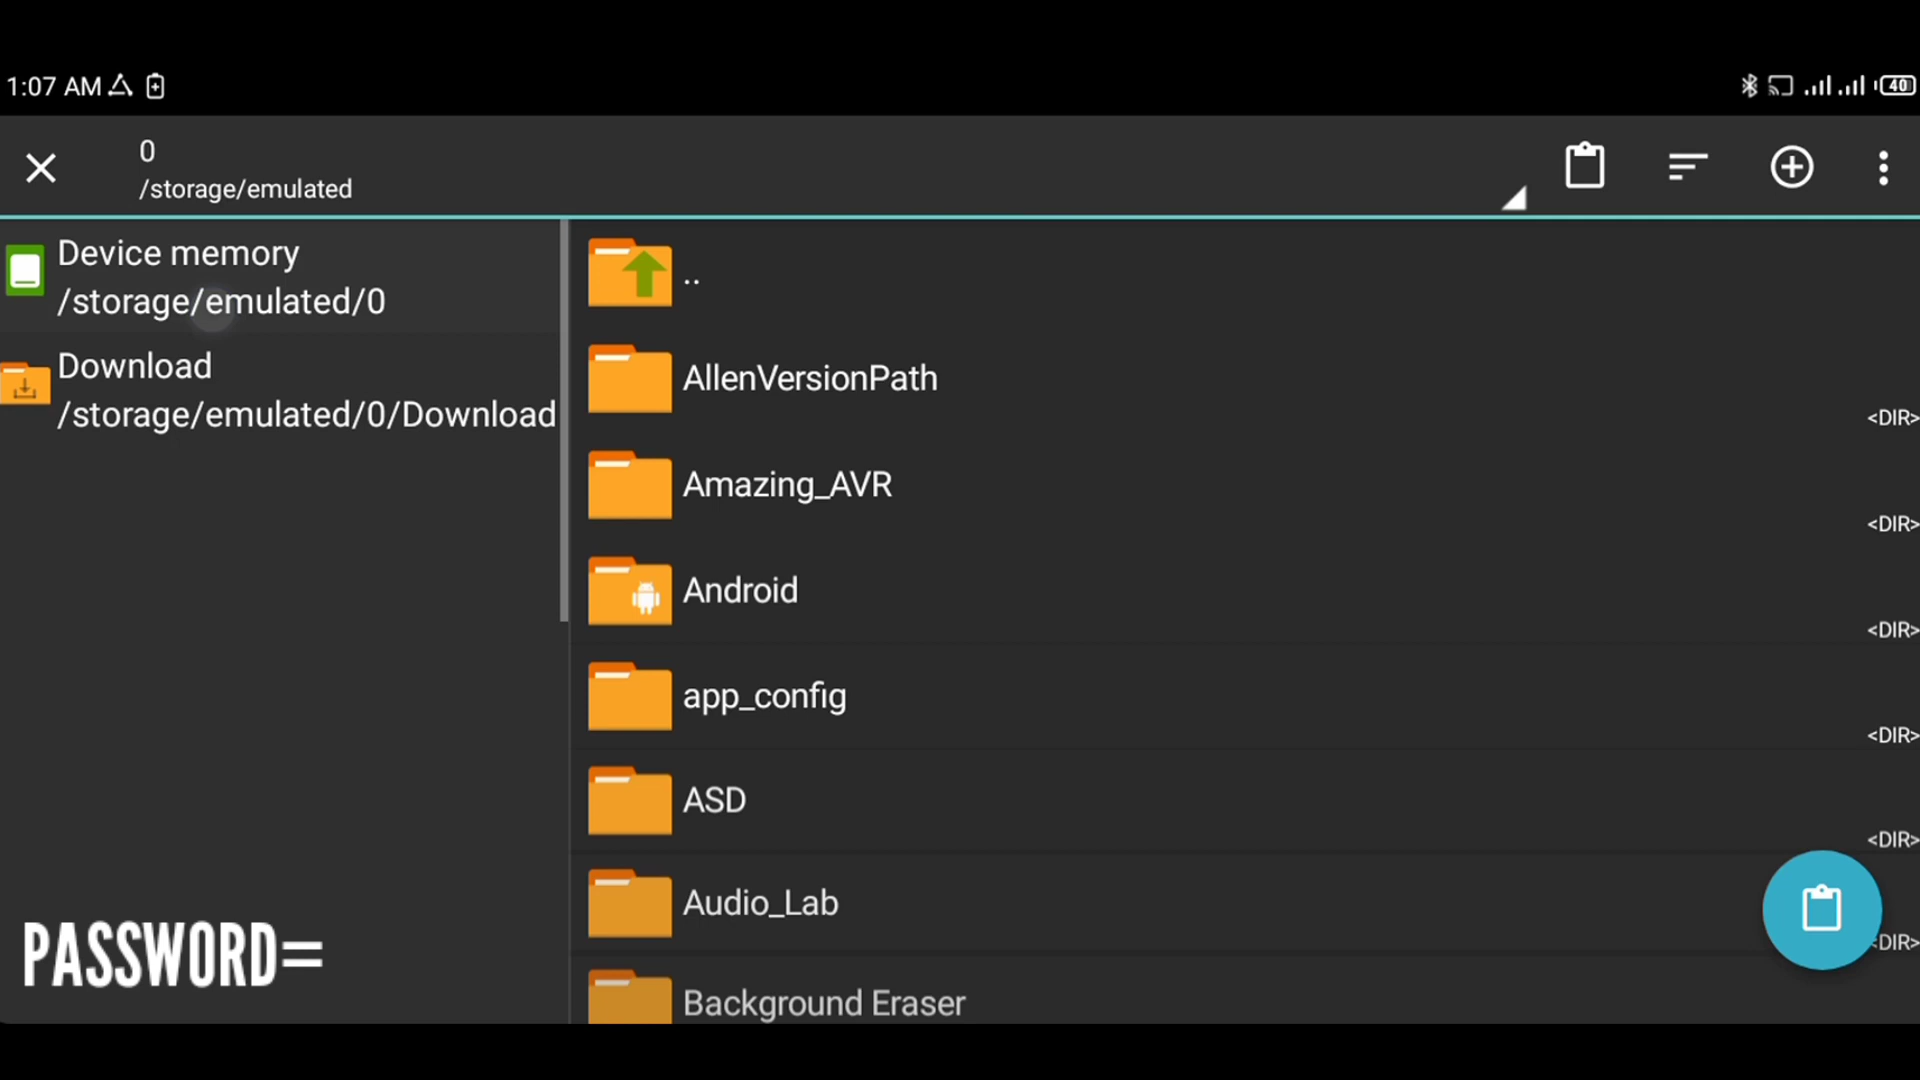 1:07 AM
40
0
/storage/emulated
Device memory
/storage/emulated/0
Download
/storage/emulated/0/Download
..
AllenVersionPath
<DIR>
Amazing_AVR
<DIR>
Android
<DIR>
app_config
<DIR>
ASD
<DIR>
Audio_Lab
<DIR>
Background Eraser
PASSWORD=